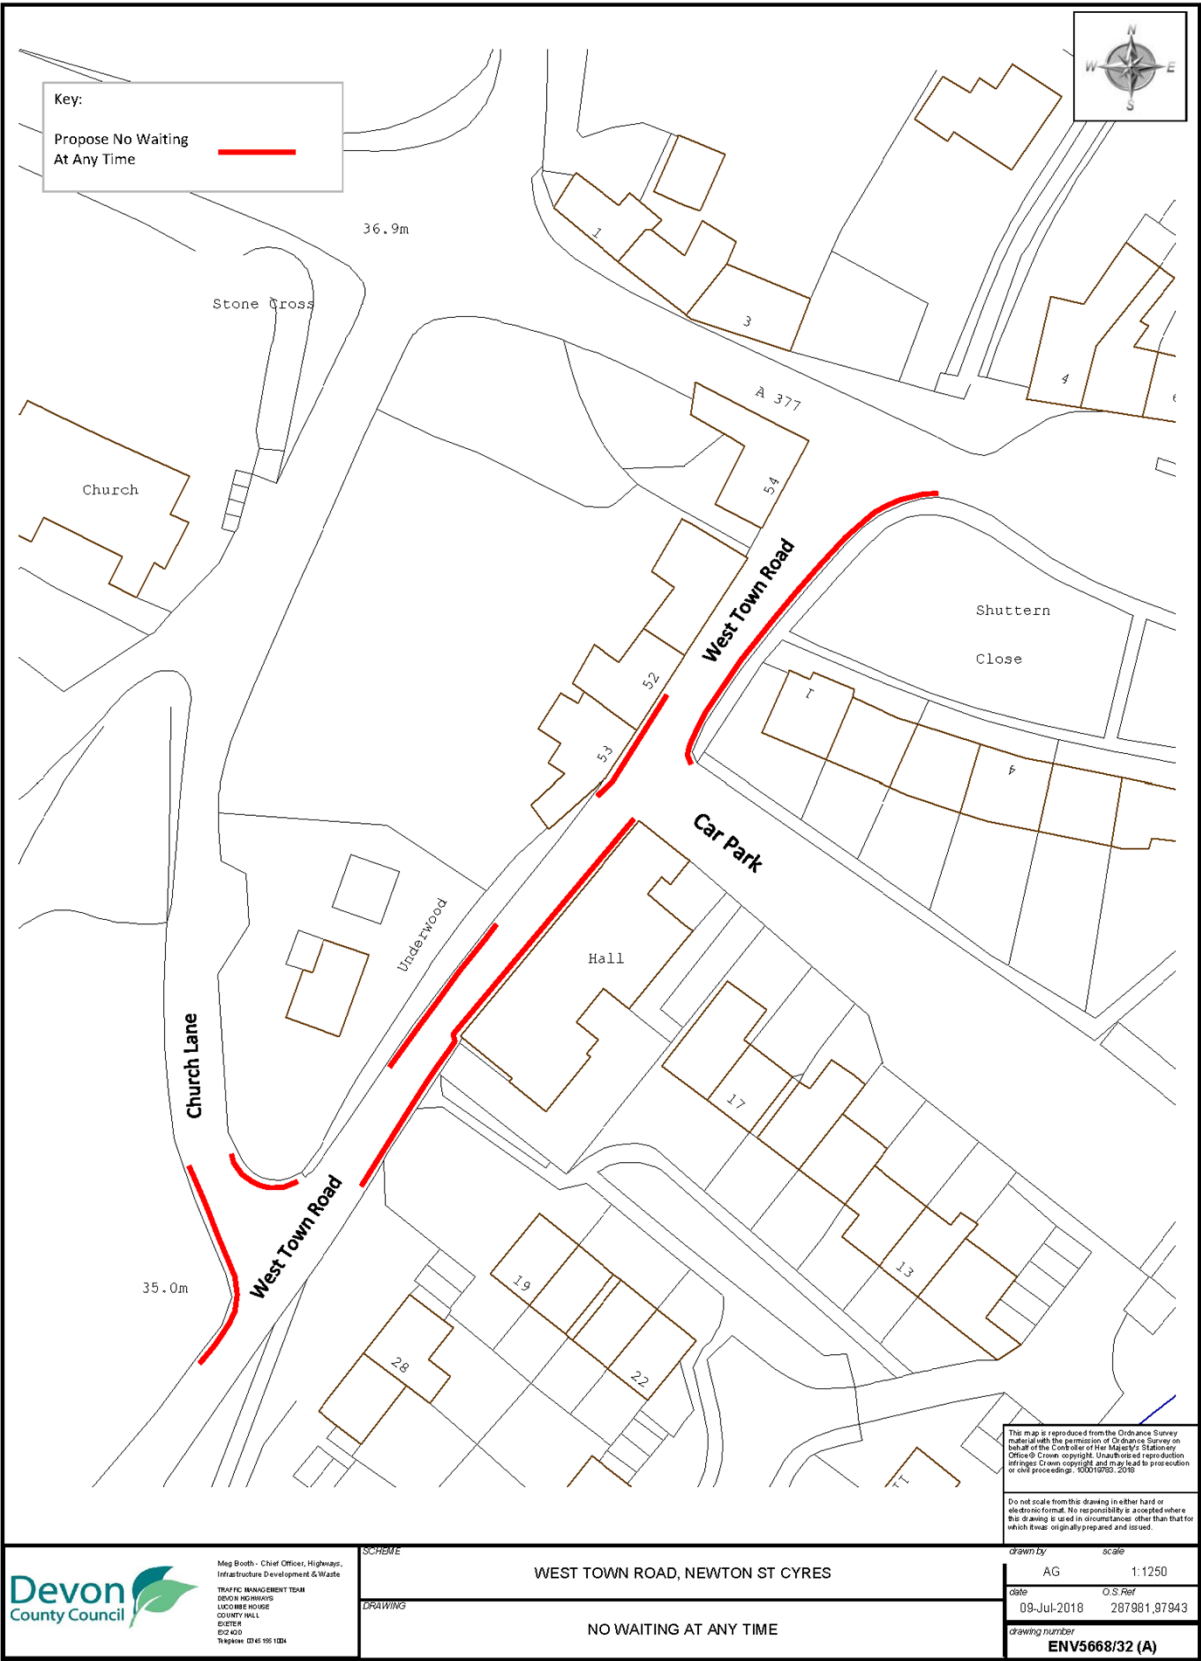 N
W E
S
Key:
Propose No Waiting
At Any Time
36.9m
Stone Cross
1
3
4
A 377
Church
54
West Town Road
Shuttern
Close
52
53
1
4
Car Park
Underwood
Hall
Church Lane
17
West Town Road
13
19
35.0m
28
22
11
This map is reproduced from the Ordnance Survey
material with the permission of Ordnance Survey on
behalf of the Controller of Her Majesty's Stationery
Office © Crown copyright. Unauthorised reproduction
infringes Crown copyright and may lead to prosecution
or civil proceedings. 100019783. 2018
Do not scale from this drawing in either hard or
electronic format. No responsibility is accepted where
this drawing is used in circumstances other than that for
which it was originally prepared and issued.
Devon
County Council
Meg Booth - Chief Officer, Highways,
Infrastructure Development & Waste
TRAFFIC MANAGEMENT TEAM
DEVON HIGHWAYS
LUCOMBE HOUSE
COUNTY HALL
EXETER
EX2 4QD
Telephone 0345 155 1004
SCHEME
WEST TOWN ROAD, NEWTON ST CYRES
DRAWING
NO WAITING AT ANY TIME
drawn by scale
AG 1:1250
date O.S.Ref
09-Jul-2018 287981,97943
drawing number
ENV5668/32 (A)